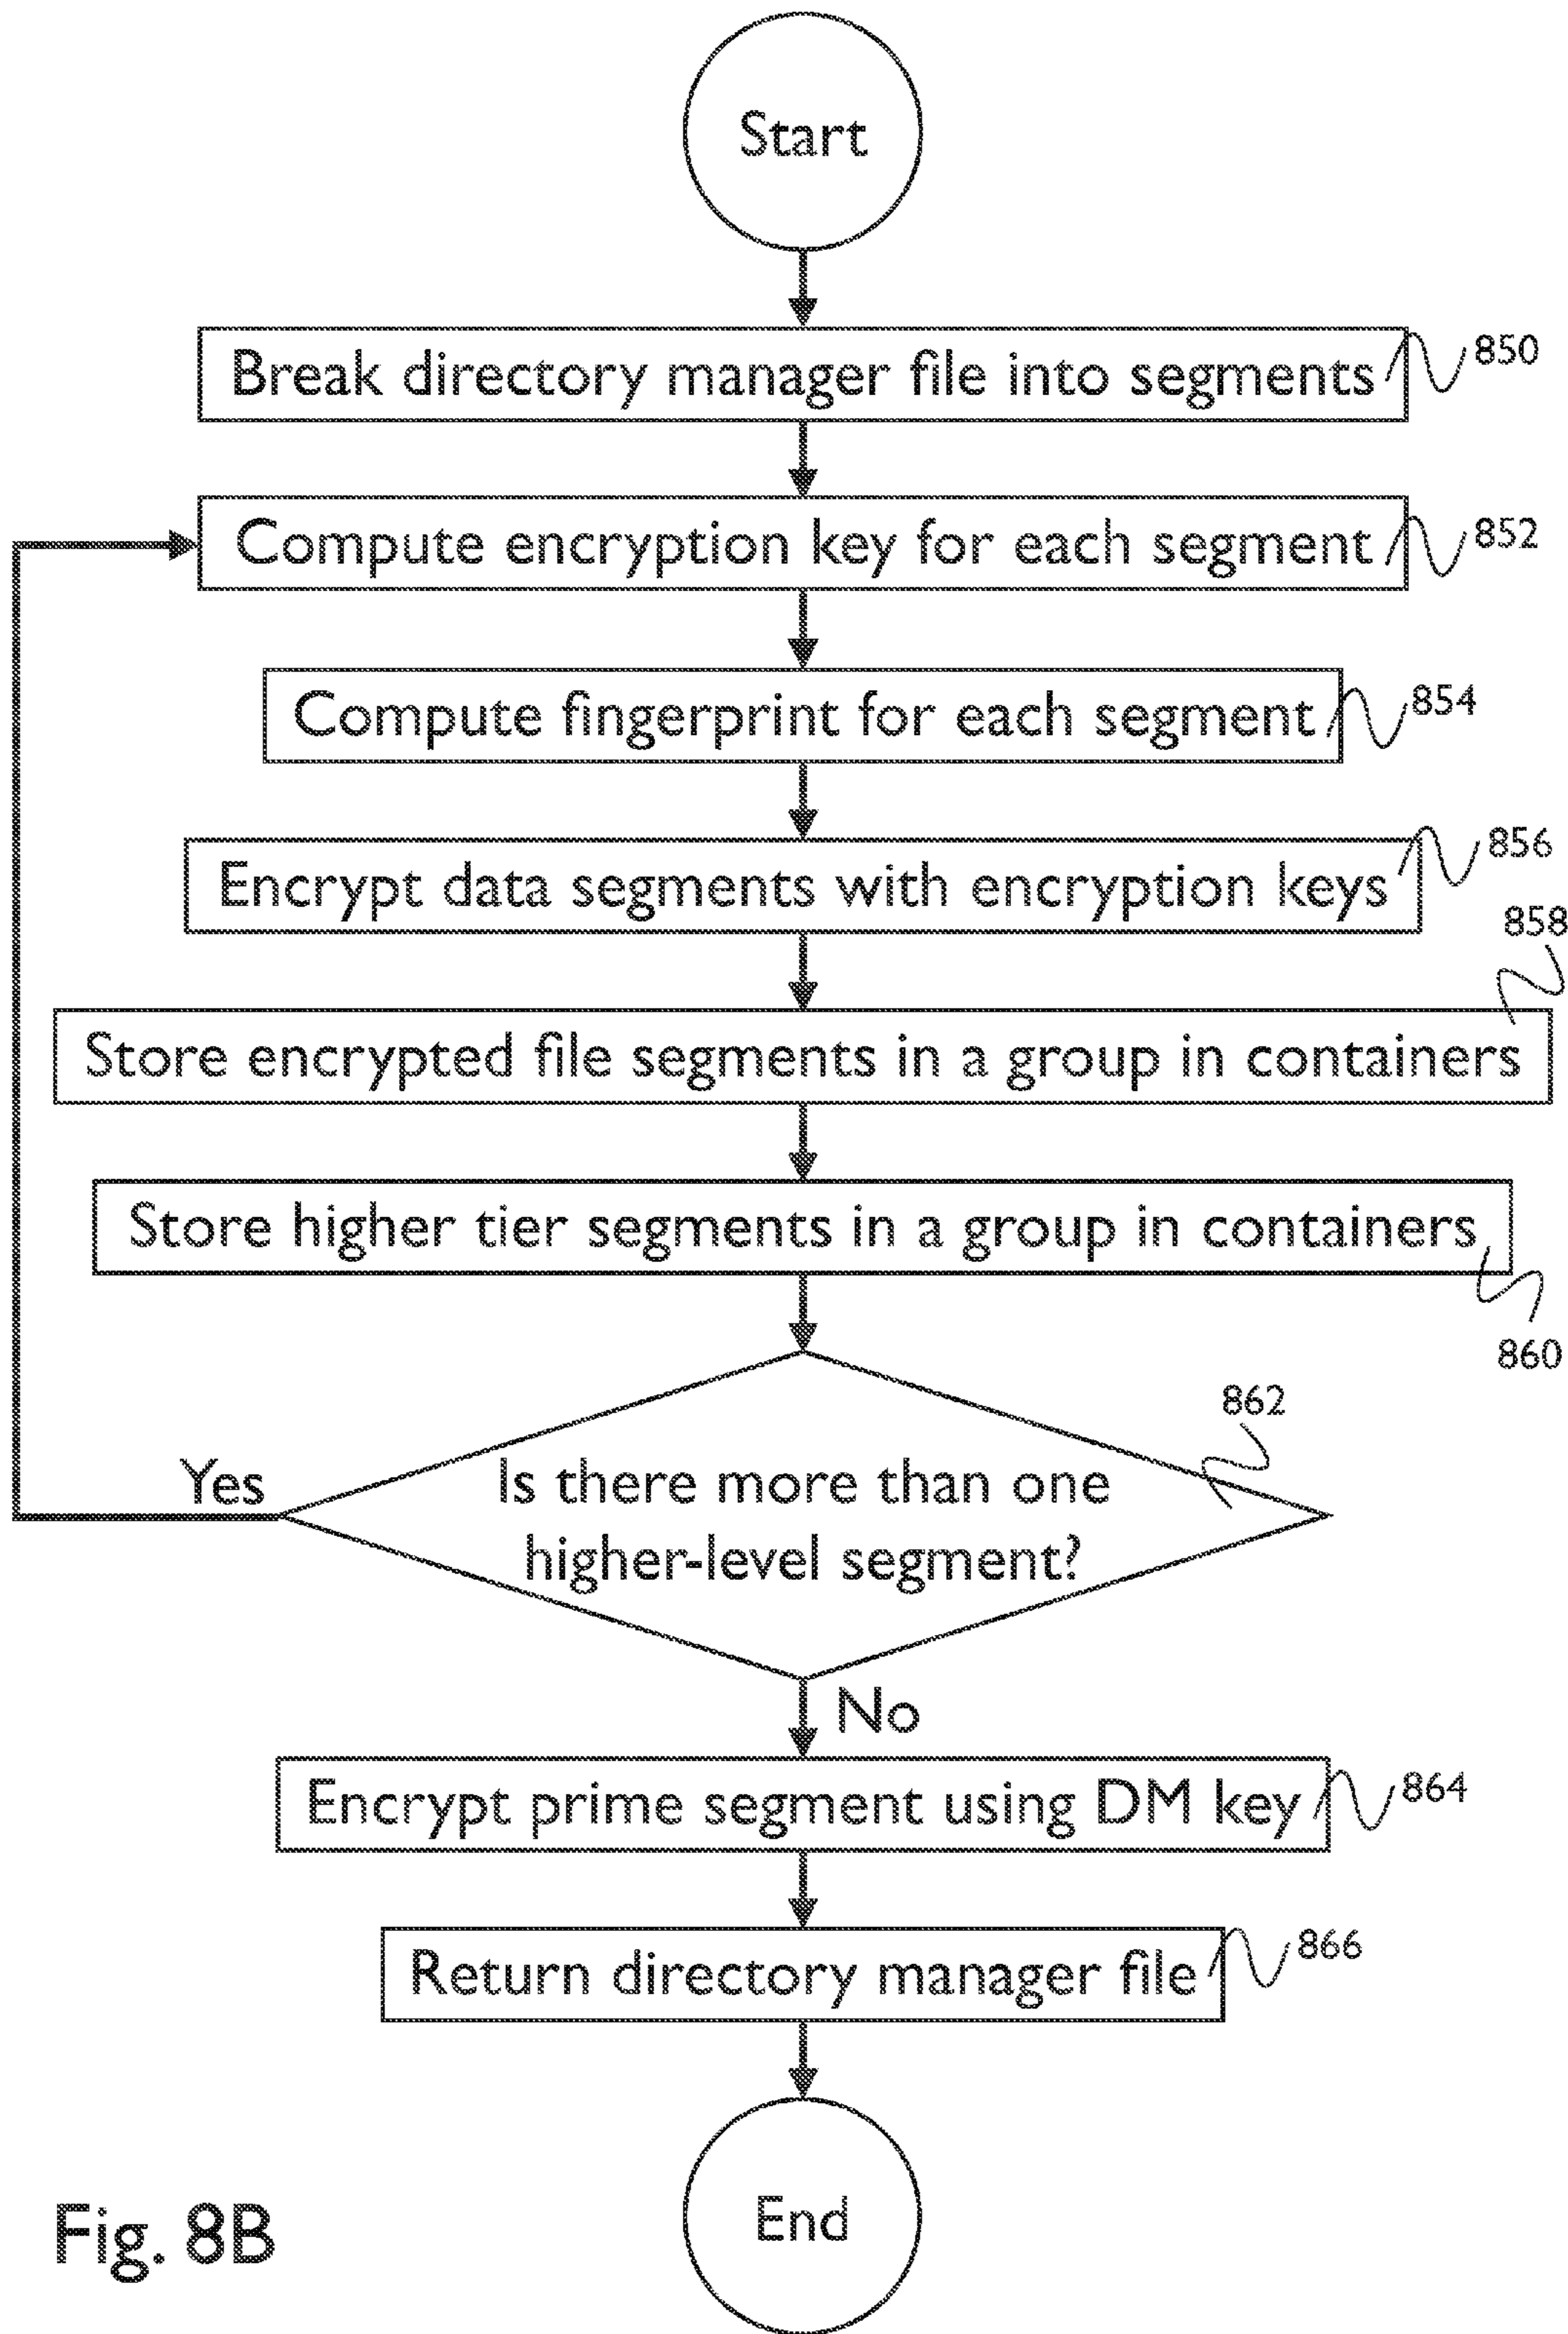 Start
Break directory manager file into segments
850
Compute encryption key for each segment
852
Compute fingerprint for each segment
854
Encrypt data segments with encryption keys
856
858
Store encrypted file segments in a group in containers
Store higher tier segments in a group in containers
860
862
Yes
Is there more than one
higher-level segment?
No
Encrypt prime segment using DM key
864
Return directory manager file
866
End
Fig. 8B